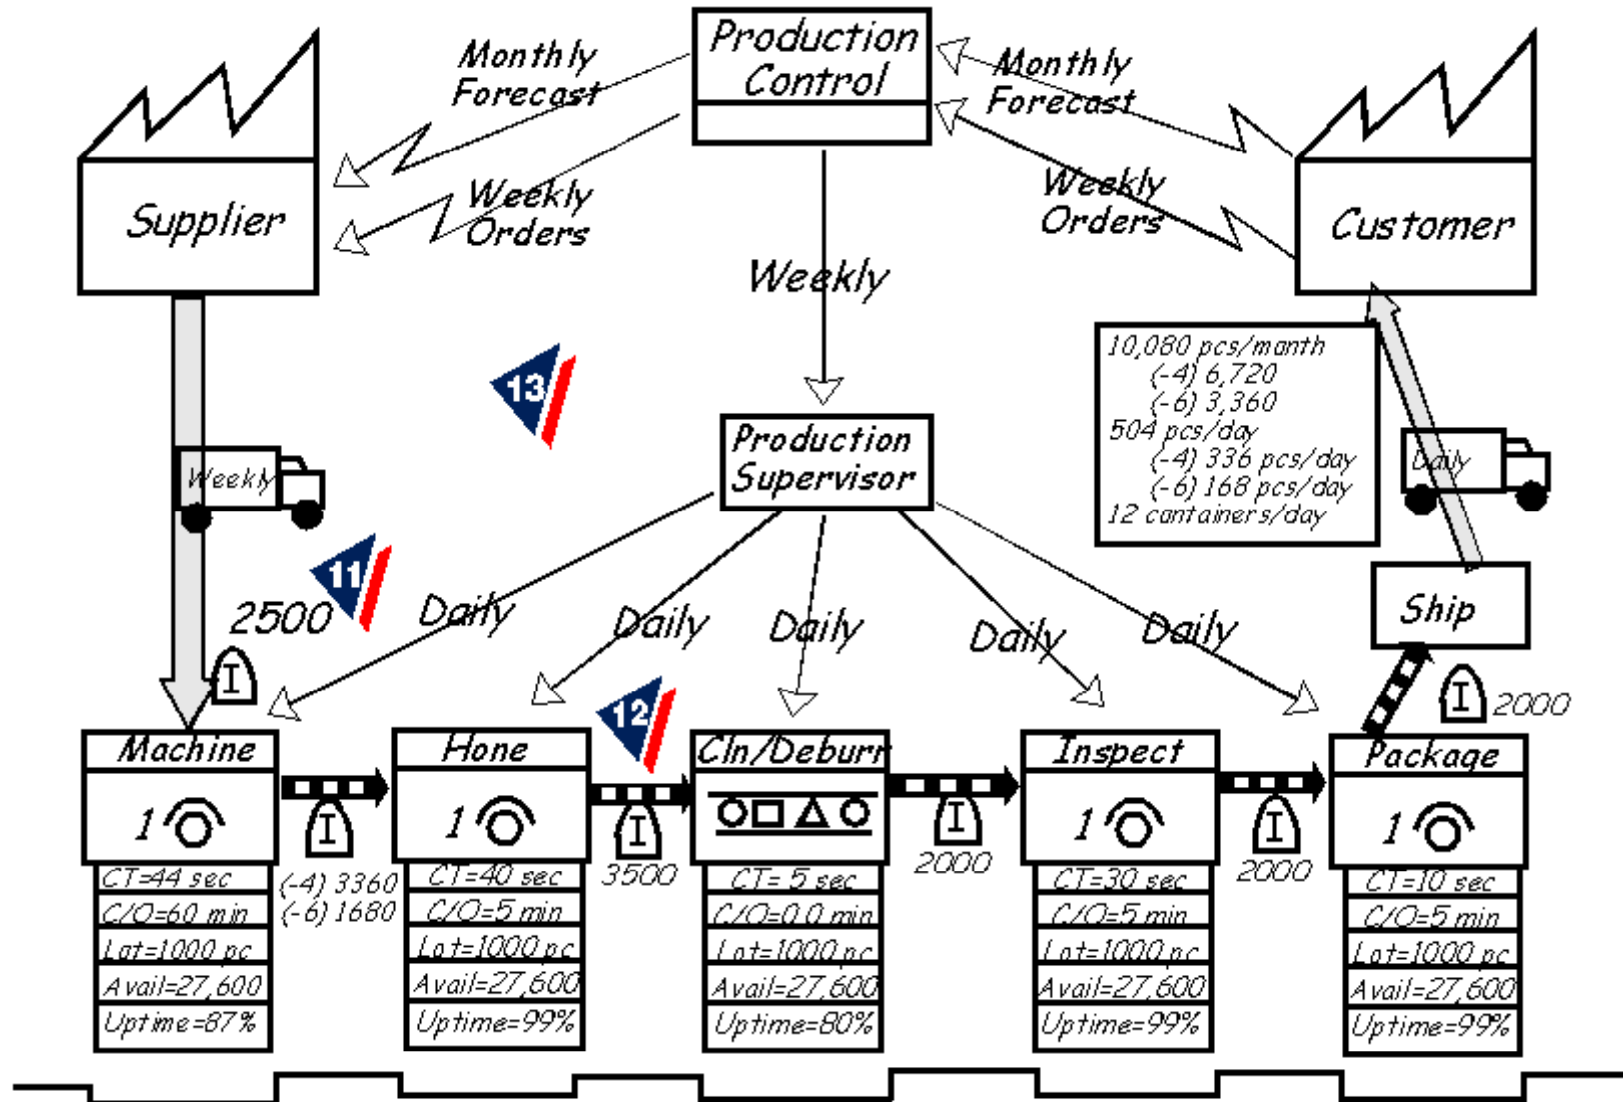 Production
Control
Monthly
Forecast
Monthly
Forecast
Weekly
Orders
Weekly
Orders
Supplier
Customer
Weekly
10,080 pcs/month
(-4) 6,720
(-6) 3,360
504 pcs/day
(-4) 336 pcs/day
(-6) 168 pcs/day
12 containers/day
13
Production
Supervisor
Weekly
Daily
11
2500
I
Daily
Daily
Daily
Daily
Daily
Ship
I
2000
12
Machine
Hone
Cln/Deburr
Inspect
Package
1
I
1
I
I
1
I
1
(-4) 3360
(-6) 1680
3500
2000
2000
CT=44 sec
C/O=60 min
Lot=1000 pc
Avail=27,600
Uptime=87%
CT=40 sec
C/O=5 min
Lot=1000 pc
Avail=27,600
Uptime=99%
CT= 5 sec
C/O=0.0 min
Lot=1000 pc
Avail=27,600
Uptime=80%
CT=30 sec
C/O=5 min
Lot=1000 pc
Avail=27,600
Uptime=99%
CT=10 sec
C/O=5 min
Lot=1000 pc
Avail=27,600
Uptime=99%